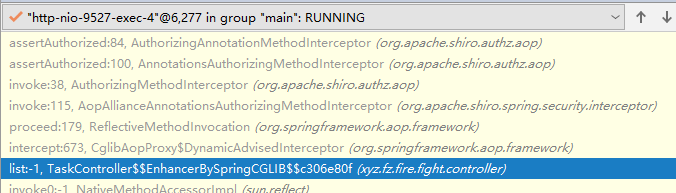 "http-nio-9527-exec-4"@6,277 in group "main": RUNNING
assertAuthorized:84, AuthorizingAnnotationMethodInterceptor (org.apache.shiro.authz.aop)
assertAuthorized:100, AnnotationsAuthorizingMethodInterceptor (org.apache.shiro.authz.aop)
invoke:38, AuthorizingMethodInterceptor (org.apache.shiro.authz.aop)
invoke:115, AopAllianceAnnotationsAuthorizingMethodInterceptor (org.apache.shiro.spring.security.interceptor)
proceed:179, ReflectiveMethodInvocation (org.springframework.aop.framework)
intercept:673, CglibAopProxy$DynamicAdvisedInterceptor (org.springframework.aop.framework)
list:-1, TaskController$$EnhancerBySpringCGLIB$$c306e80f (xyz.fz.fire.fight.controller)
invoke0:-1, NativeMethodAccessorImpl (sun.reflect)